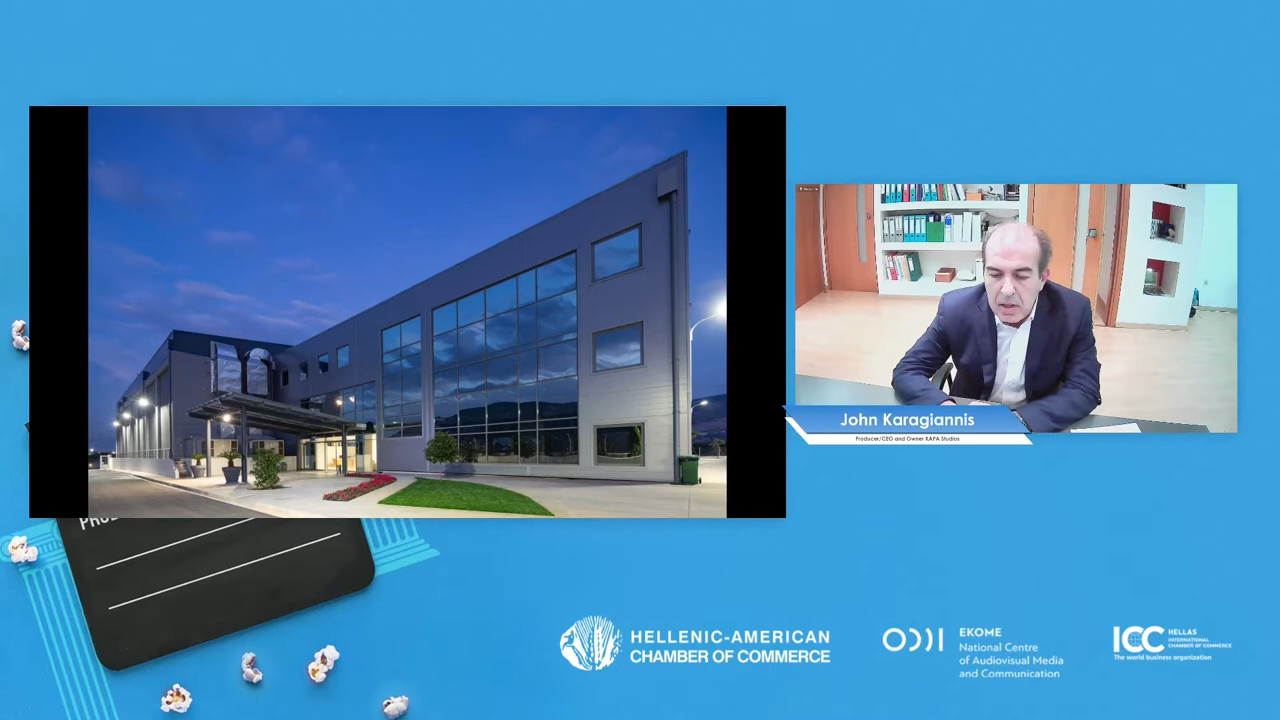 John Karagiannis
Producer/CEO and Owner KAPA Studios
HELLENIC-AMERICAN
CHAMBER OF COMMERCE
EKOME
National Centre
of Audiovisual Media
and Communication
ICC
HELLAS
INTERNATIONAL
CHAMBER OF COMMERCE
The world business organization